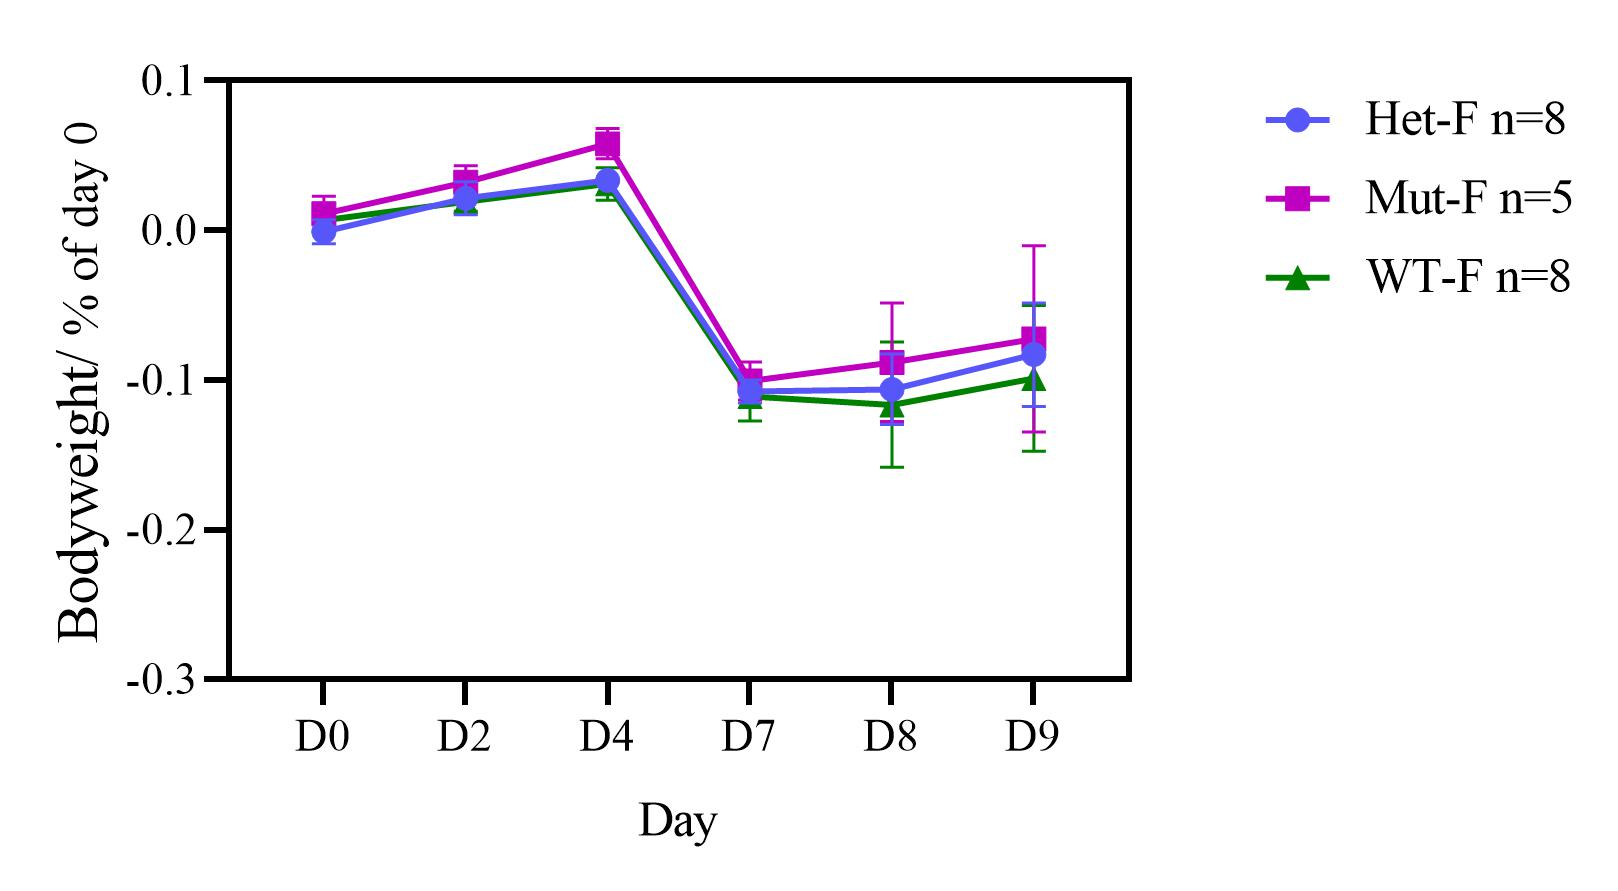 Bodyweight/ % of day 0
0.1
0.0
-0.1
-0.2
-0.3
D0 D2 D4 D7 D8 D9
Day
Het-F n=8
Mut-F n=5
WT-F n=8